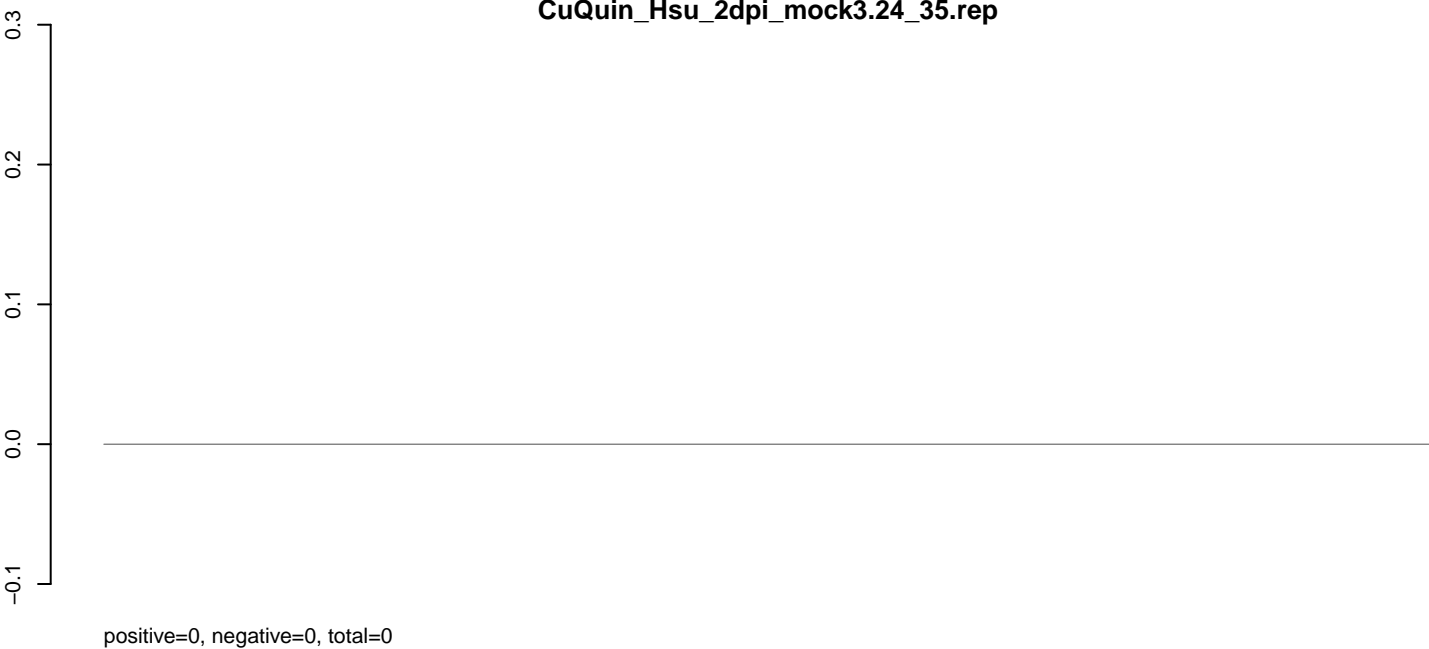 CuQuin_Hsu_2dpi_mock3.24_35.rep
0.3
0.2
0.1
0.0
−0.1
positive=0, negative=0, total=0